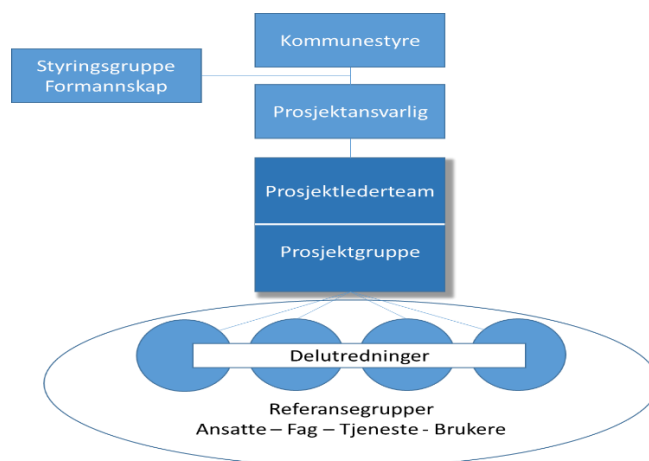 Kommunestyre
Styringsgruppe
Formannskap
Prosjektansvarlig
Prosjektlederteam
Prosjektgruppe
Delutredninger
Referansegrupper
Ansatte – Fag – Tjeneste - Brukere